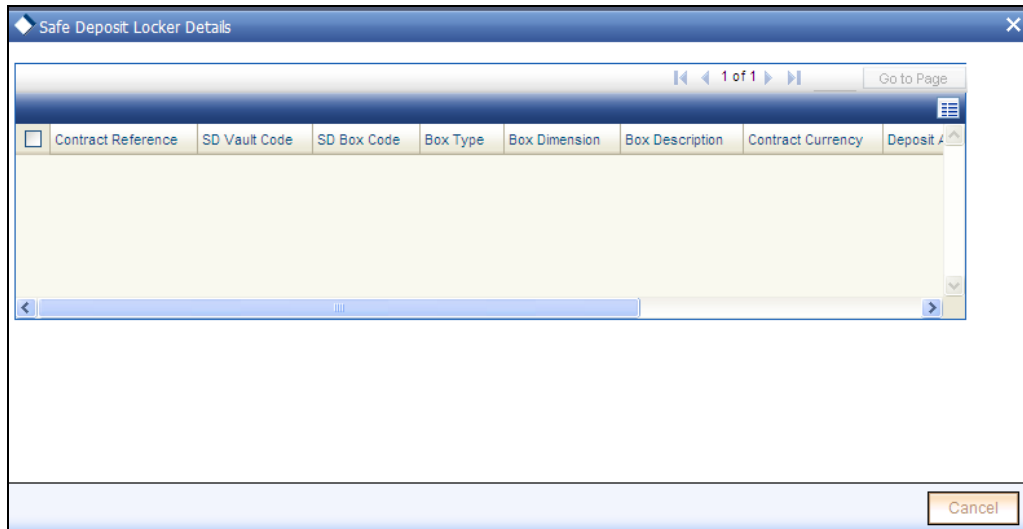 Safe Deposit Locker Details
1 of 1 Go to Page
Contract Reference SD Vault Code SD Box Code Box Type Box Dimension Box Description Contract Currency Deposit
Cancel